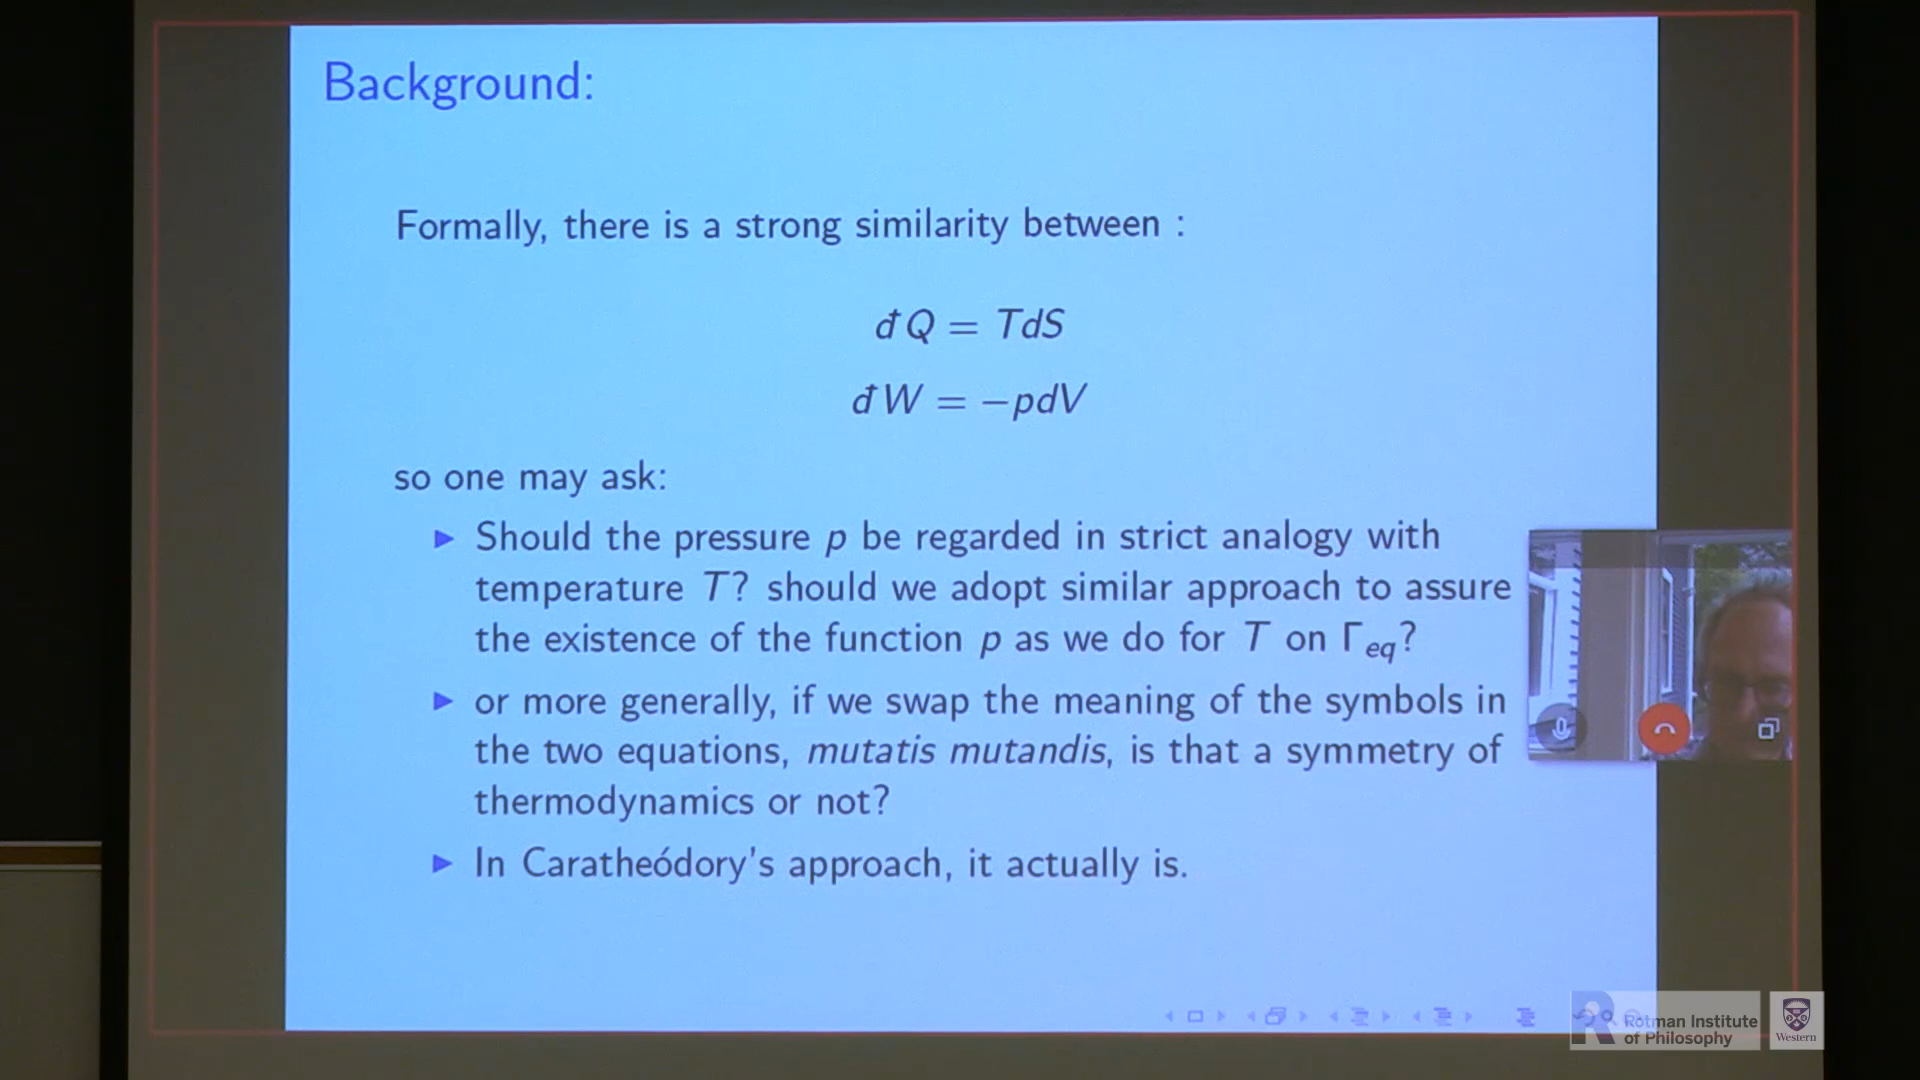 Background:
Formally, there is a strong similarity between :
đQ = TdS
đW = −pdV
so one may ask:
▶ Should the pressure p be regarded in strict analogy with
temperature T? should we adopt similar approach to assure
the existence of the function p as we do for T on Γeq?
▶ or more generally, if we swap the meaning of the symbols in
the two equations, mutatis mutandis, is that a symmetry of
thermodynamics or not?
▶ In Caratheódory's approach, it actually is.
R Rotman Institute
of Philosophy
Western